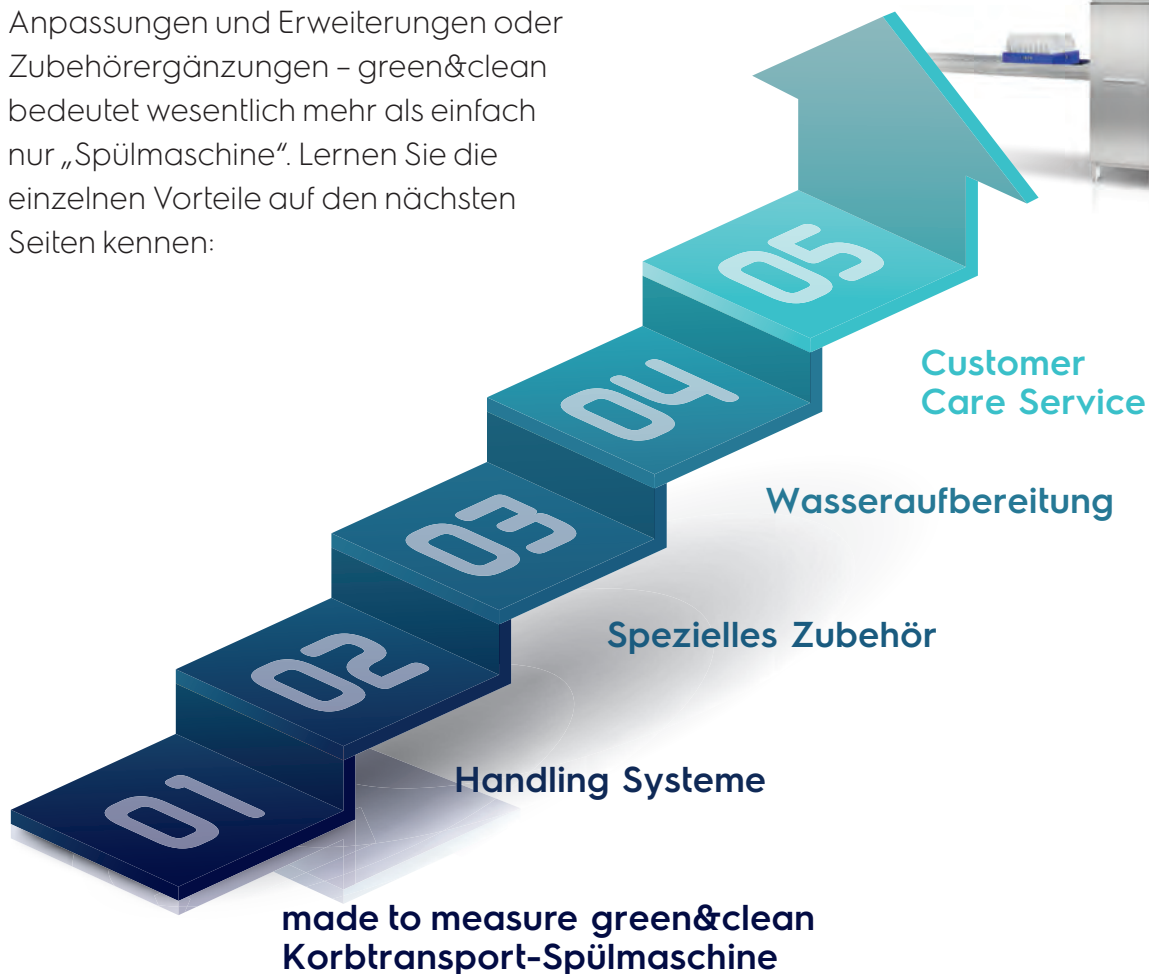 Anpassungen und Erweiterungen oder
Zubehörergänzungen – green&clean
bedeutet wesentlich mehr als einfach
nur „Spülmaschine“. Lernen Sie die
einzelnen Vorteile auf den nächsten
Seiten kennen:
05
Customer
Care Service
04
Wasseraufbereitung
03
Spezielles Zubehör
02
Handling Systeme
01
made to measure green&clean
Korbtransport-Spülmaschine